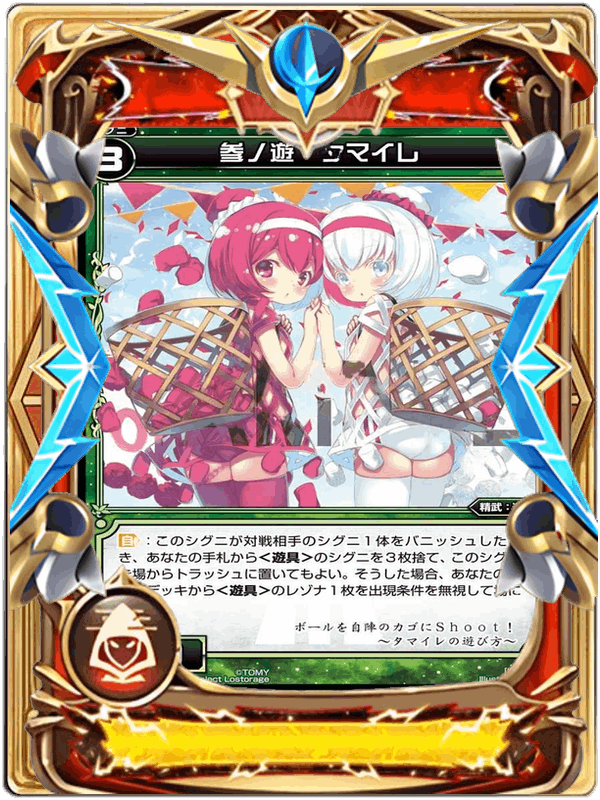 3
参ノ遊 タマイレ
精武:
自:このシグニが対戦相手のシグニ1体をバニッシュした
き、あなたの手札から<遊具>のシグニを3枚捨て、このシグ
場からトラッシュに置いてもよい。そうした場合、あなたの
デッキから<遊具>のレゾナ1枚を出現条件を無視して場に
ボールを自陣のカゴにShoot!
~タマイレの遊び方~
©TOMY
oject Lostorage
Illus